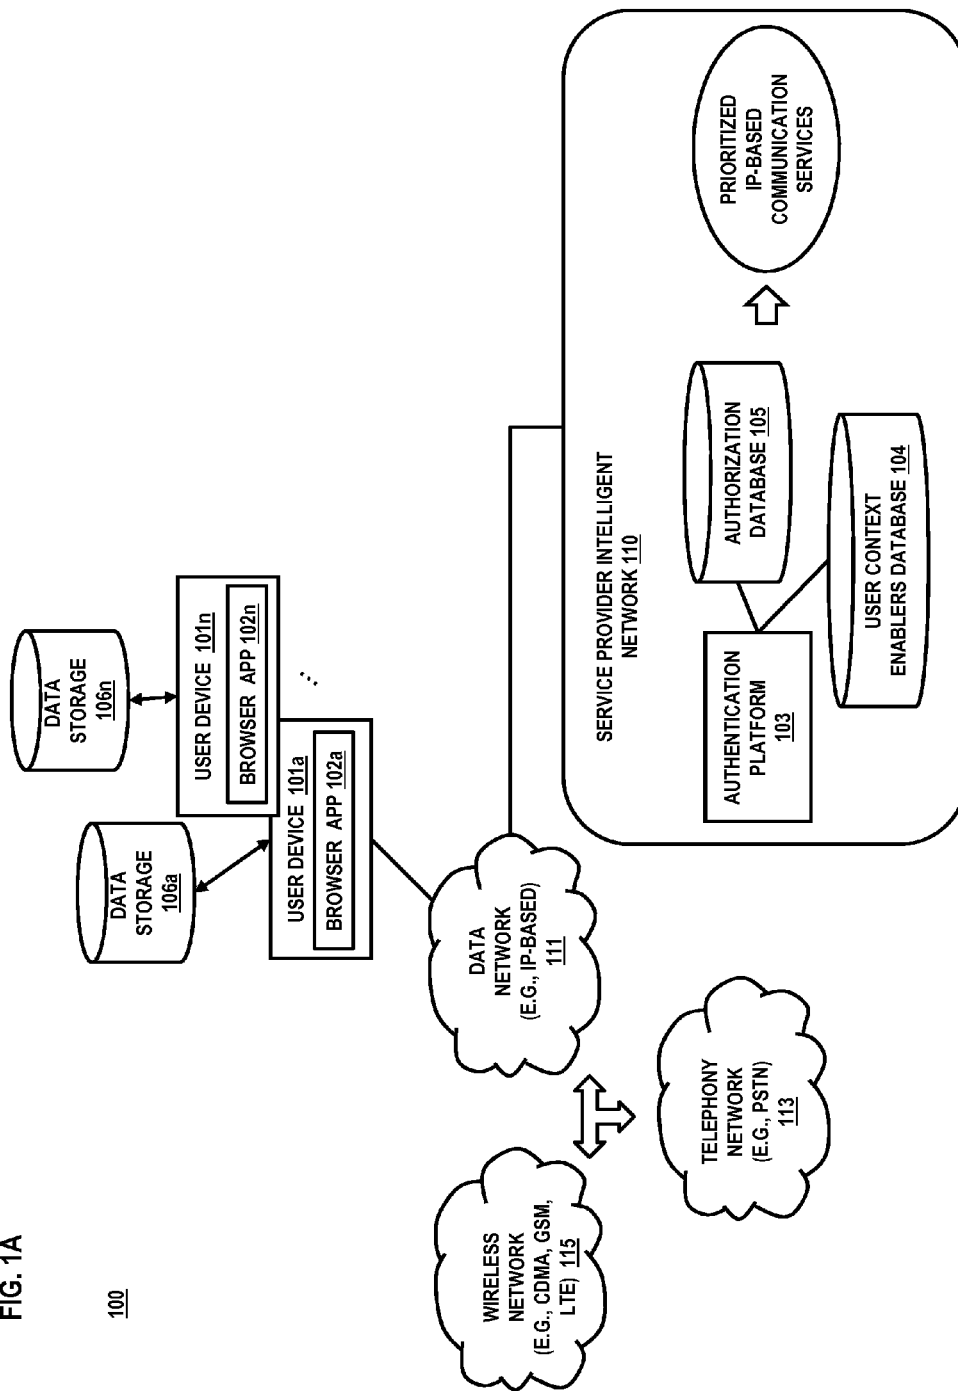 FIG. 1A
100
DATA
STORAGE
106a
DATA
STORAGE
106n
USER DEVICE 101a
BROWSER APP 102a
USER DEVICE 101n
BROWSER APP 102n
...
WIRELESS
NETWORK
(E.G., CDMA, GSM,
LTE) 115
DATA
NETWORK
(E.G., IP-BASED)
111
TELEPHONY
NETWORK
(E.G., PSTN)
113
SERVICE PROVIDER INTELLIGENT
NETWORK 110
AUTHENTICATION
PLATFORM
103
AUTHORIZATION
DATABASE 105
USER CONTEXT
ENABLERS DATABASE 104
PRIORITIZED
IP-BASED
COMMUNICATION
SERVICES